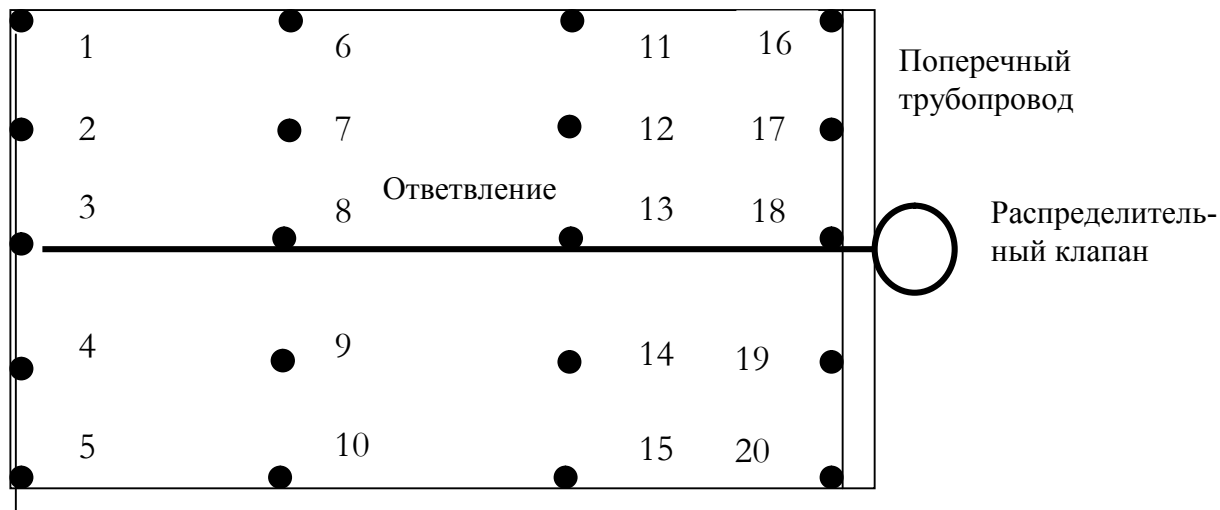 1 6 11 16
Поперечный
трубопровод
2 7 12 17
Ответвление
3 8 13 18
Распределитель-
ный клапан
4 9 14 19
5 10 15 20